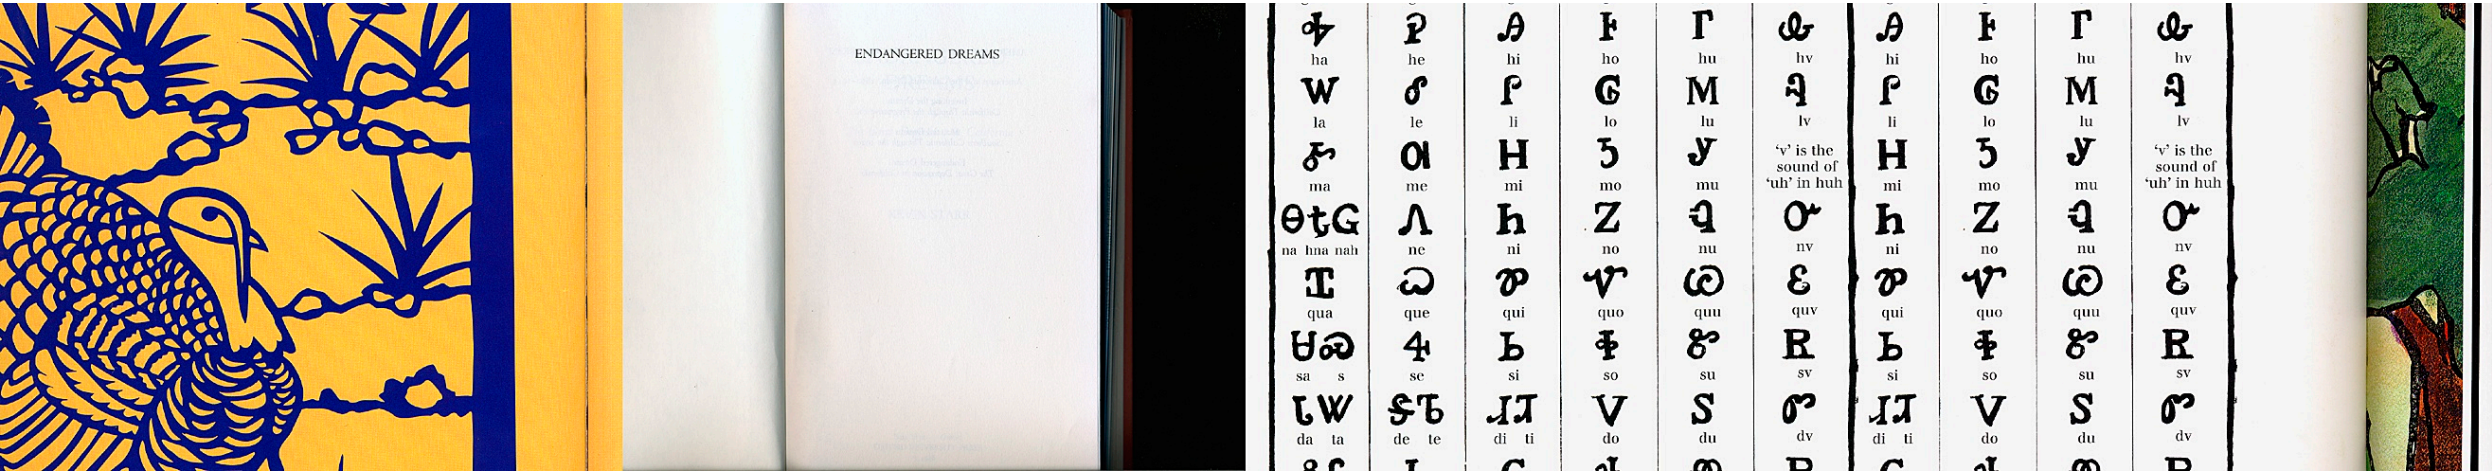 ENDANGERED DREAMS
Ꭽ Ꭾ Ꭿ Ꮀ Ꮁ Ꮂ Ꭿ Ꮀ Ꮁ Ꮂ
ha he hi ho hu hv hi ho hu hv
Ꮃ Ꮄ Ꮅ Ꮆ Ꮇ Ꮈ Ꮅ Ꮆ Ꮇ Ꮈ
la le li lo lu lv li lo lu lv
Ꮉ Ꮊ Ꮋ Ꮌ Ꮍ Ꮋ Ꮌ Ꮍ
ma me mi mo mu mi mo mu
‘v’ is the
sound of
‘uh’ in huh
‘v’ is the
sound of
‘uh’ in huh
Ꮎ Ꮏ Ꮐ Ꮑ Ꮒ Ꮓ Ꮔ Ꮕ Ꮒ Ꮓ Ꮔ Ꮕ
na hna nah ne ni no nu nv ni no nu nv
Ꮖ Ꮗ Ꮘ Ꮙ Ꮚ Ꮛ Ꮘ Ꮙ Ꮚ Ꮛ
qua que qui quo quu quv qui quo quu quv
Ꮜ Ꮝ Ꮞ Ꮟ Ꮠ Ꮡ Ꮢ Ꮟ Ꮠ Ꮡ Ꮢ
sa s se si so su sv si so su sv
Ꮣ Ꮤ Ꮥ Ꮦ Ꮧ Ꮨ Ꮩ Ꮪ Ꮫ Ꮧ Ꮨ Ꮩ Ꮪ Ꮫ
da ta de te di ti do du dv di ti do du dv